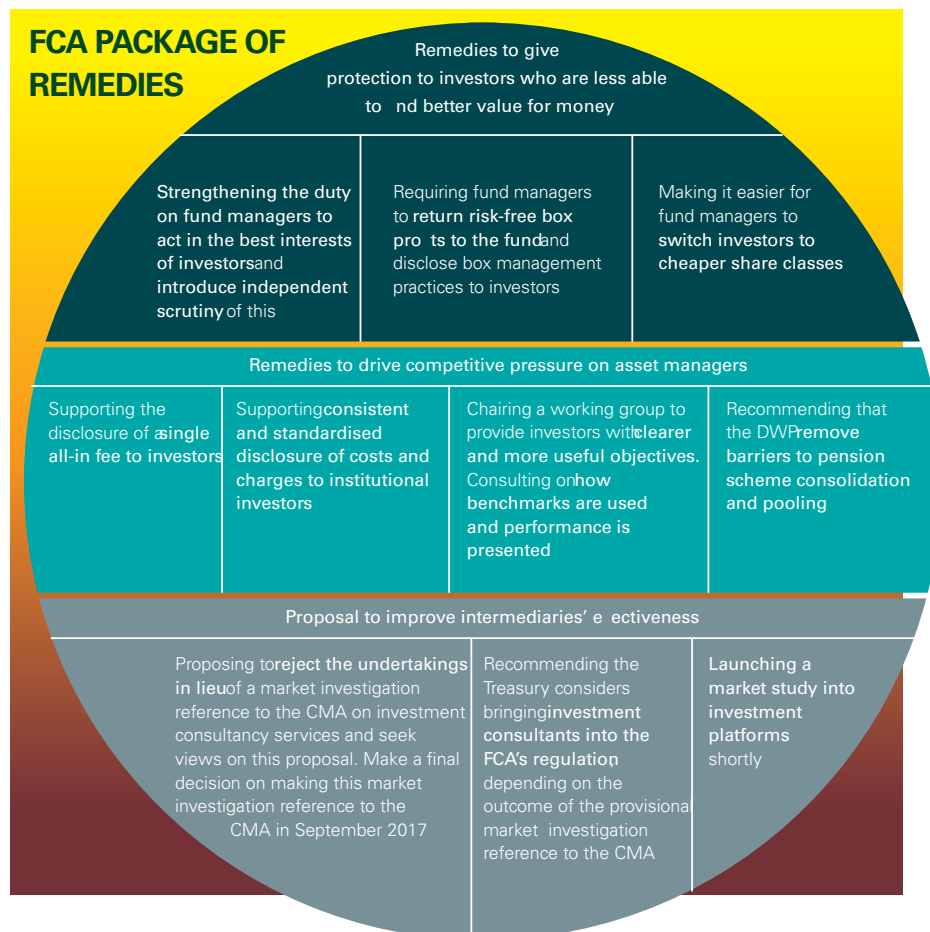 FCA PACKAGE OF
REMEDIES
Remedies to give
protection to investors who are less able
to nd better value for money
Strengthening the duty
on fund managers to
act in the best interests
of investorsand
introduce independent
scrutiny of this
Requiring fund managers
to return risk-free box
pro ts to the fundand
disclose box management
practices to investors
Making it easier for
fund managers to
switch investors to
cheaper share classes
Remedies to drive competitive pressure on asset managers
Supporting the
disclosure of a single
all-in fee to investors
Supportingconsistent
and standardised
disclosure of costs and
charges to institutional
investors
Chairing a working group to
provide investors with clearer
and more useful objectives.
Consulting onhow
benchmarks are used
and performance is
presented
Recommending that
the DWP remove
barriers to pension
scheme consolidation
and pooling
Proposal to improve intermediaries’ e ectiveness
Proposing toreject the undertakings
in lieuof a market investigation
reference to the CMA on investment
consultancy services and seek
views on this proposal. Make a final
decision on making this market
investigation reference to the
CMA in September 2017
Recommending the
Treasury considers
bringinginvestment
consultants into the
FCA’s regulation,
depending on the
outcome of the provisional
market investigation
reference to the CMA
Launching a
market study into
investment
platforms
shortly